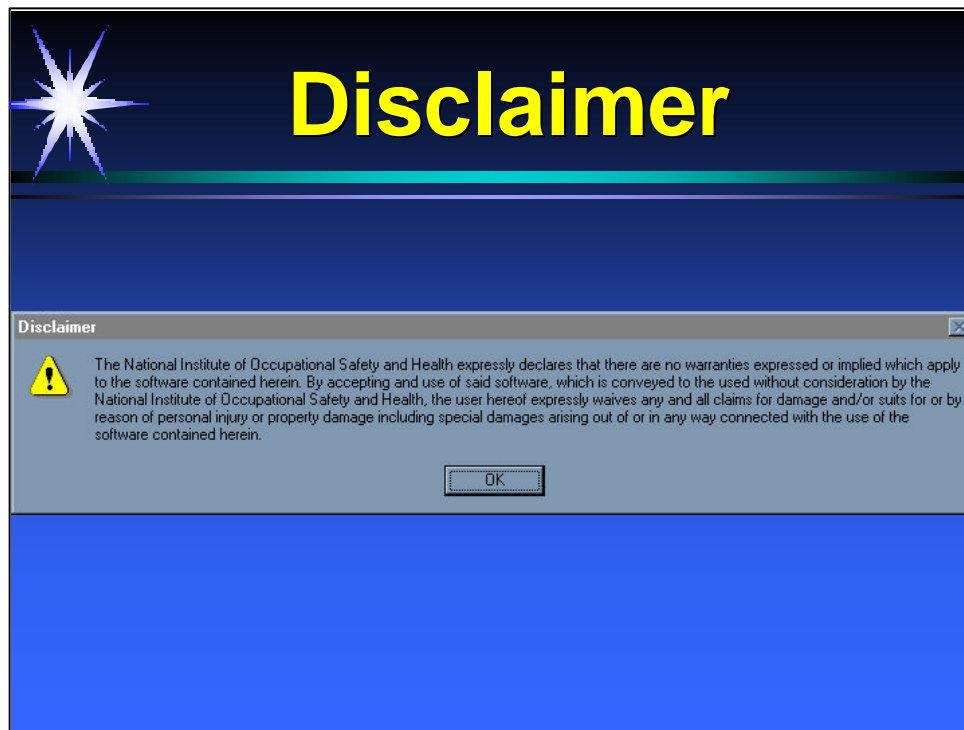 Disclaimer
Disclaimer
The National Institute of Occupational Safety and Health expressly declares that there are no warranties expressed or implied which apply
to the software contained herein. By accepting and use of said software, which is conveyed to the used without consideration by the
National Institute of Occupational Safety and Health, the user hereof expressly waives any and all claims for damage and/or suits for or by
reason of personal injury or property damage including special damages arising out of or in any way connected with the use of the
software contained herein.
OK